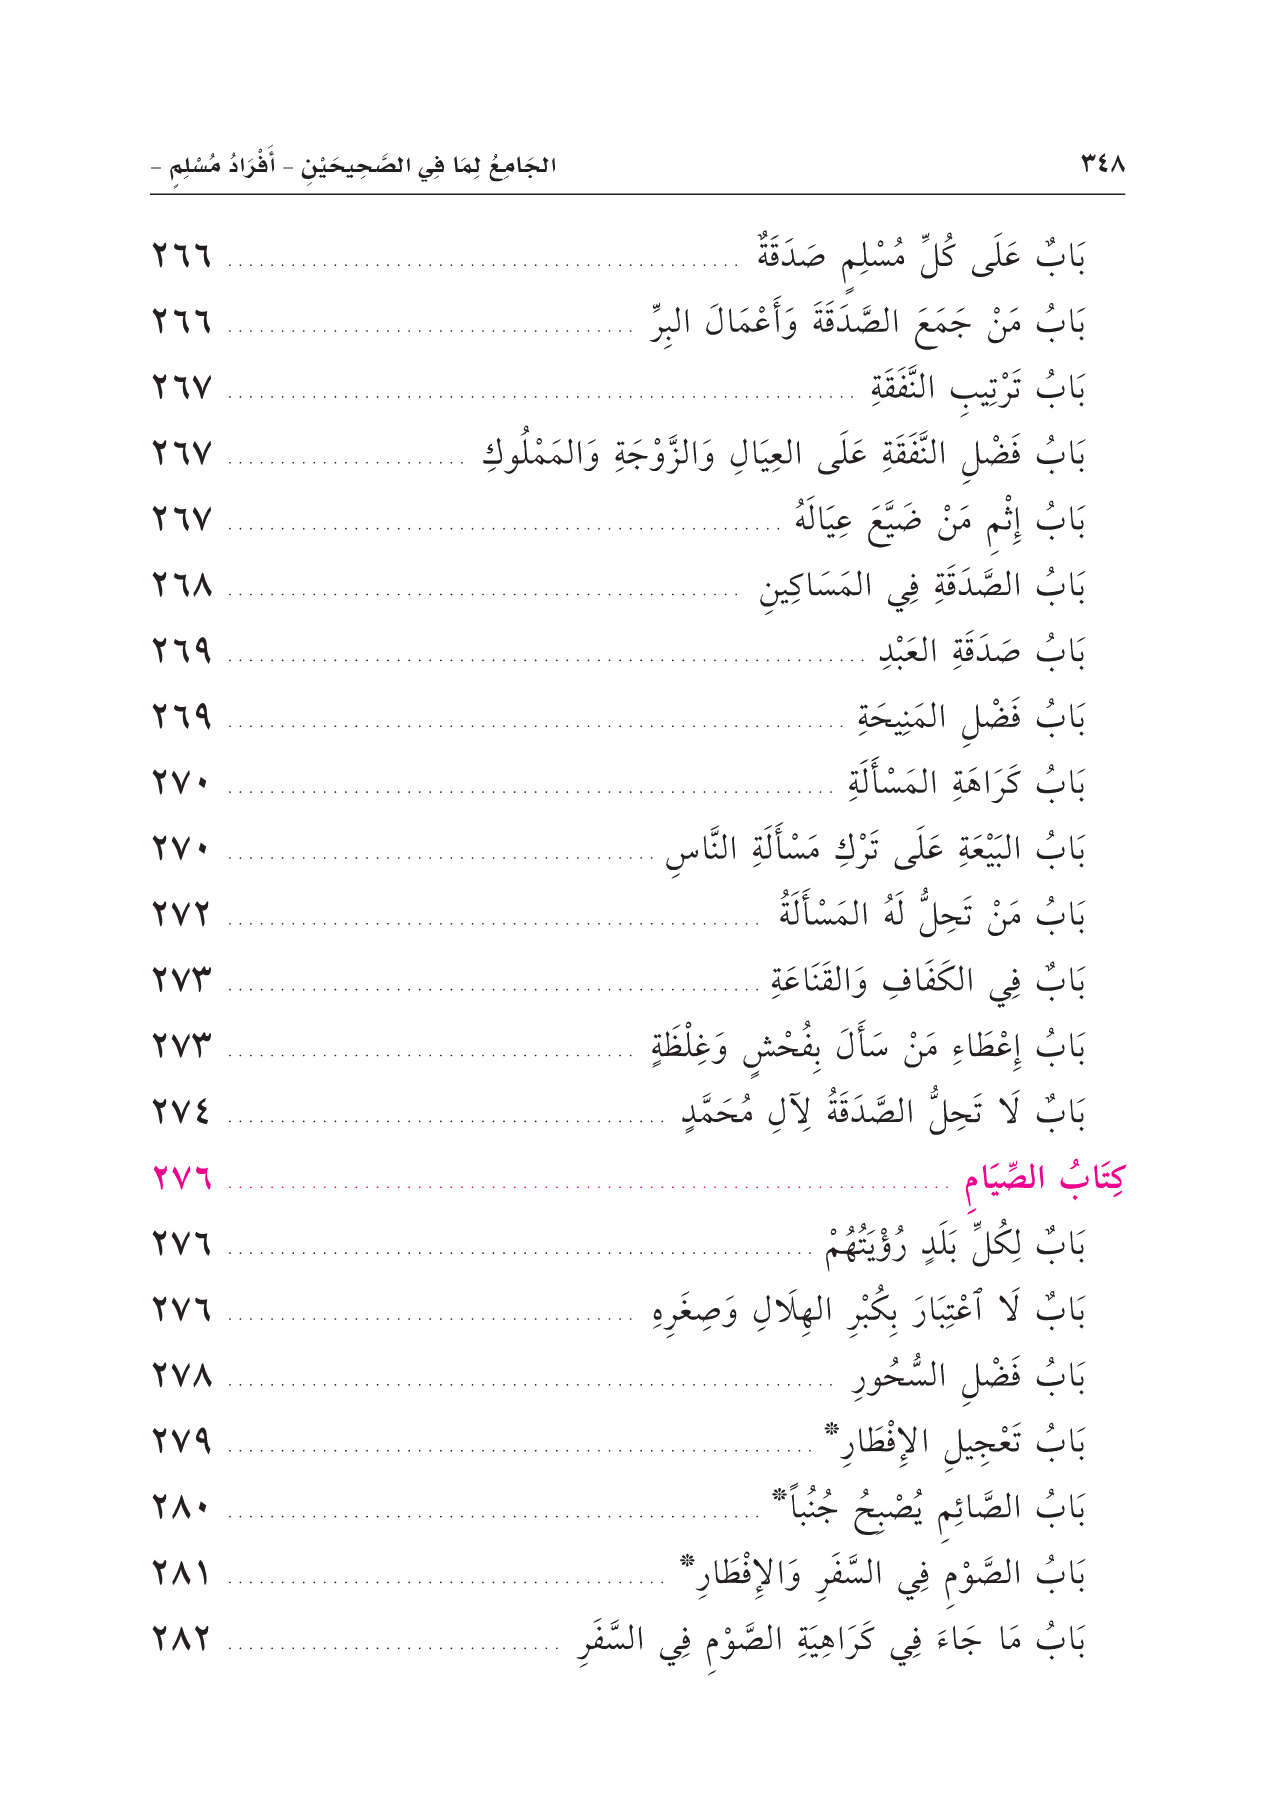 ٣٤٨ الجَامِعُ لِمَا فِي الصَّحِيحَيْنِ – أَفْرَادُ مُسْلِمٍ –
بَابٌ عَلَى كُلِّ مُسْلِمٍ صَدَقَةٌ ................ ٢٦٦
بَابُ مَنْ جَمَعَ الصَّدَقَةَ وَأَعْمَالَ البِرِّ ................ ٢٦٦
بَابُ تَرْتِيبِ النَّفَقَةِ ................ ٢٦٧
بَابُ فَضْلِ النَّفَقَةِ عَلَى العِيَالِ وَالزَّوْجَةِ وَالمَمْلُوكِ ................ ٢٦٧
بَابُ إِثْمِ مَنْ ضَيَّعَ عِيَالَهُ ................ ٢٦٧
بَابُ الصَّدَقَةِ فِي المَسَاكِينِ ................ ٢٦٨
بَابُ صَدَقَةِ العَبْدِ ................ ٢٦٩
بَابُ فَضْلِ المَنِيحَةِ ................ ٢٦٩
بَابُ كَرَاهَةِ المَسْأَلَةِ ................ ٢٧٠
بَابُ البَيْعَةِ عَلَى تَرْكِ مَسْأَلَةِ النَّاسِ ................ ٢٧٠
بَابُ مَنْ تَحِلُّ لَهُ المَسْأَلَةُ ................ ٢٧٢
بَابٌ فِي الكَفَافِ وَالقَنَاعَةِ ................ ٢٧٣
بَابُ إِعْطَاءِ مَنْ سَأَلَ بِفُحْشٍ وَغِلْظَةٍ ................ ٢٧٣
بَابٌ لَا تَحِلُّ الصَّدَقَةُ لِآلِ مُحَمَّدٍ ................ ٢٧٤
كِتَابُ الصِّيَامِ ................ ٢٧٦
بَابٌ لِكُلِّ بَلَدٍ رُؤْيَتُهُمْ ................ ٢٧٦
بَابٌ لَا ٱعْتِبَارَ بِكُبْرِ الهِلَالِ وَصِغَرِهِ ................ ٢٧٦
بَابُ فَضْلِ السُّحُورِ ................ ٢٧٨
بَابُ تَعْجِيلِ الإِفْطَارِ* ................ ٢٧٩
بَابُ الصَّائِمِ يُصْبِحُ جُنُباً* ................ ٢٨٠
بَابُ الصَّوْمِ فِي السَّفَرِ وَالإِفْطَارِ* ................ ٢٨١
بَابُ مَا جَاءَ فِي كَرَاهِيَةِ الصَّوْمِ فِي السَّفَرِ ................ ٢٨٢